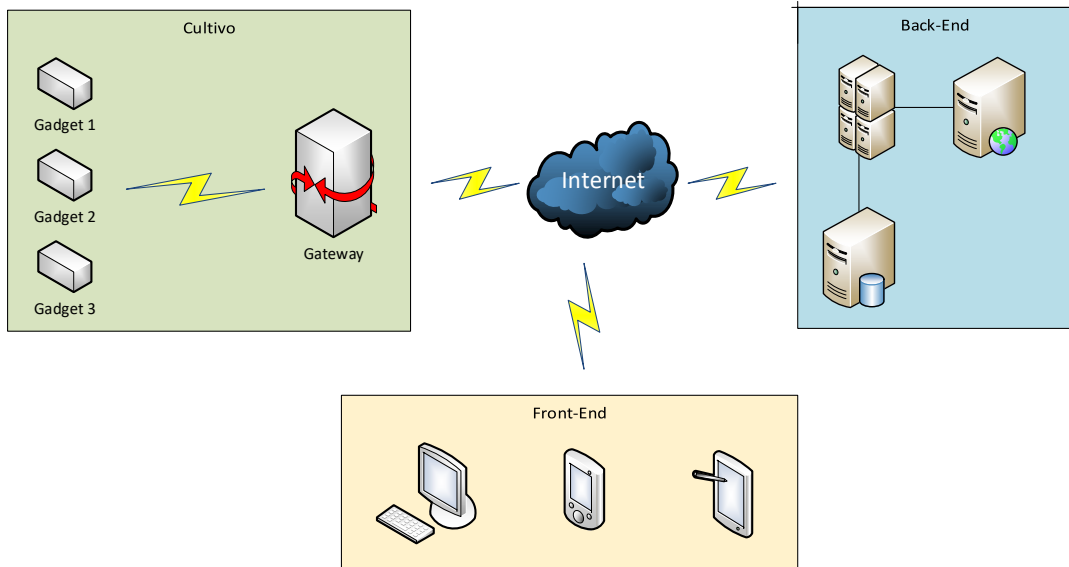 Cultivo
Gadget 1
Gadget 2
Gadget 3
Gateway
Internet
Back-End
Front-End